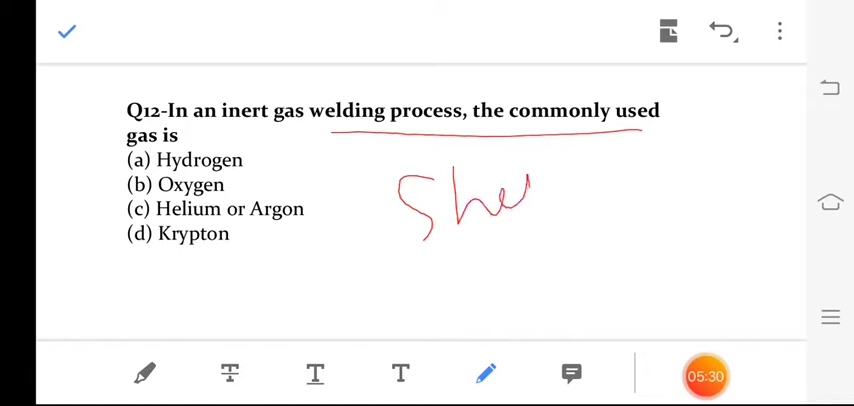 Q12-In an inert gas welding process, the commonly used
gas is
(a) Hydrogen
(b) Oxygen
(c) Helium or Argon
(d) Krypton
She
T
T
T
05:30